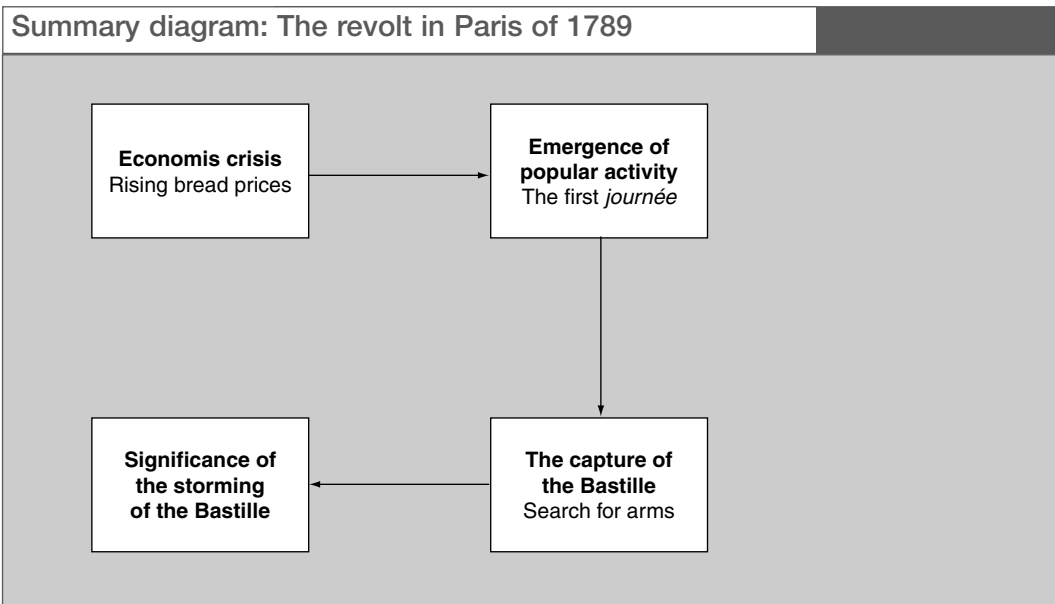 Summary diagram: The revolt in Paris of 1789
Economis crisis
Rising bread prices
Emergence of
popular activity
The first journée
The capture of
the Bastille
Search for arms
Significance of
the storming
of the Bastille